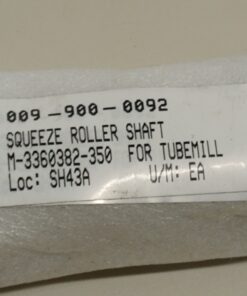 009-900-0092
SQUEEZE ROLLER SHAFT
M-3360382-350 FOR TUBEMILL
Loc: SH43A U/M: EA